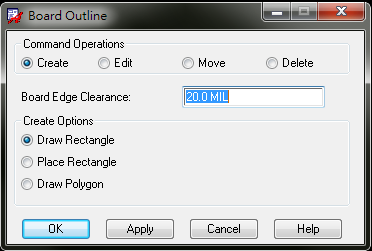 Board Outline
Command Operations
Create Edit Move Delete
Board Edge Clearance: 20.0 MIL
Create Options
Draw Rectangle
Place Rectangle
Draw Polygon
OK Apply Cancel Help